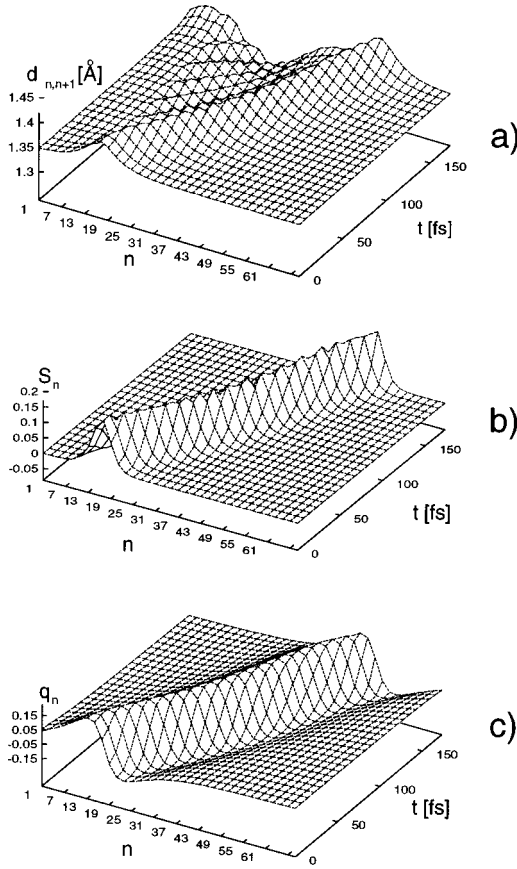 d n,n+1 [Å]
1.45
1.4
1.35
1.3
1 7 13 19 25 31 37 43 49 55 61
n
0 50 100 150
t [fs]
a)
Sn
0.2
0.15
0.1
0.05
0
-0.05
1 7 13 19 25 31 37 43 49 55 61
n
0 50 100 150
t [fs]
b)
qn
0.15
0.05
-0.05
-0.15
1 7 13 19 25 31 37 43 49 55 61
n
0 50 100 150
t [fs]
c)